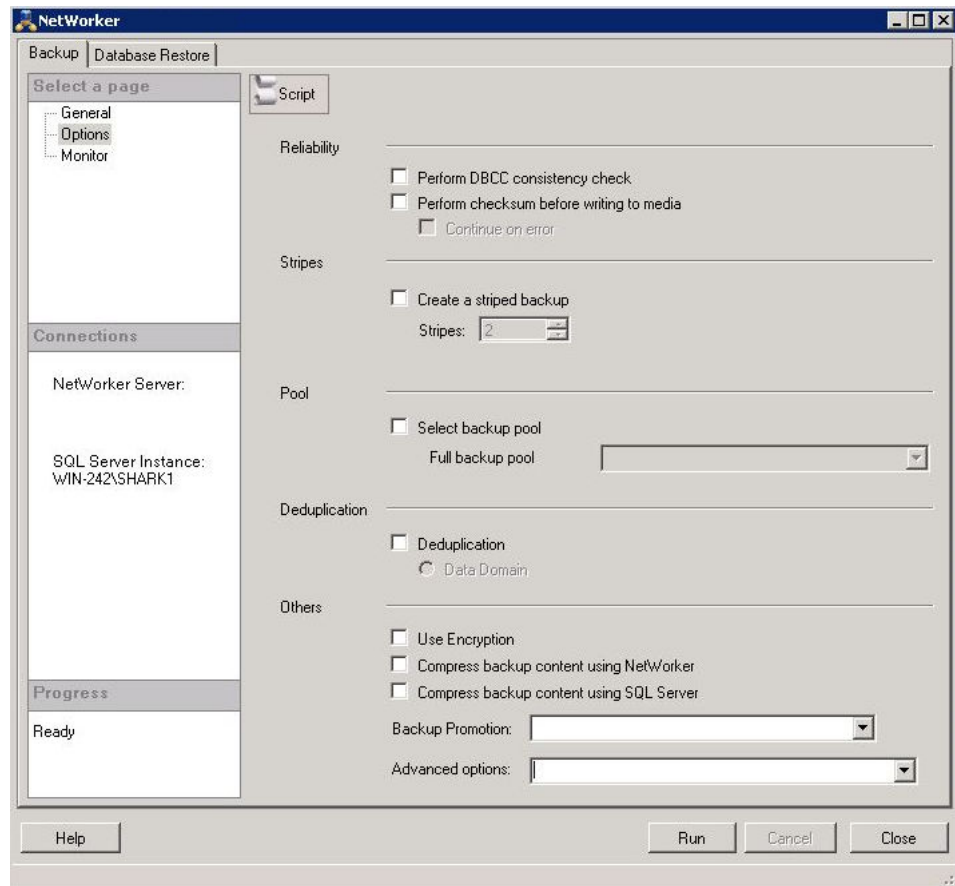 NetWorker
Backup
Database Restore
Select a page
General
Options
Monitor
Connections
NetWorker Server:
SQL Server Instance:
WIN-242\SHARK1
Progress
Ready
Script
Reliability
Perform DBCC consistency check
Perform checksum before writing to media
Continue on error
Stripes
Create a striped backup
Stripes: 2
Pool
Select backup pool
Full backup pool
Deduplication
Deduplication
Data Domain
Others
Use Encryption
Compress backup content using NetWorker
Compress backup content using SQL Server
Backup Promotion:
Advanced options:
Help
Run
Cancel
Close